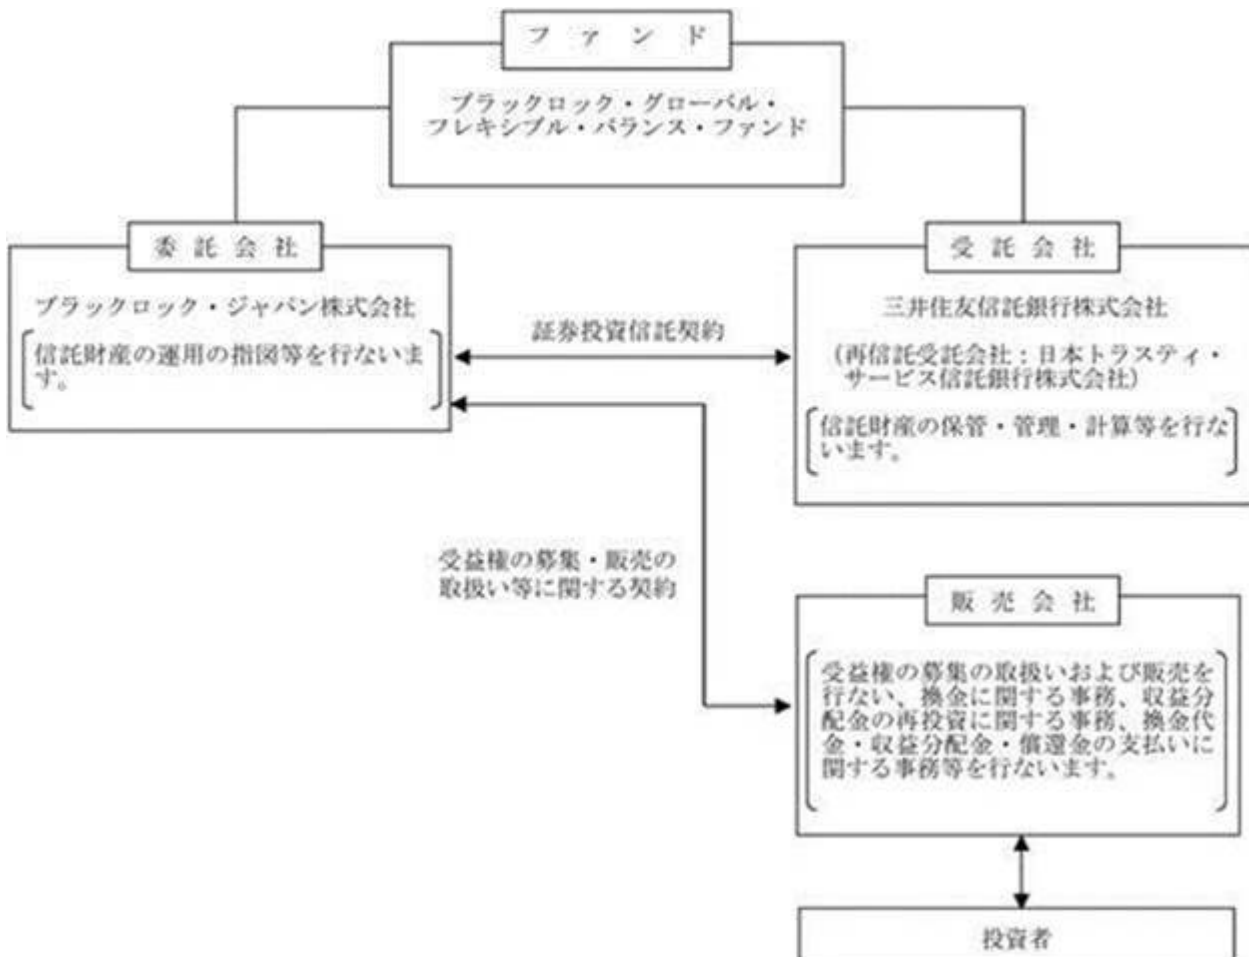 ファンド
ブラックロック・グローバル・
フレキシブル・バランス・ファンド
委託会社
ブラックロック・ジャパン株式会社
信託財産の運用の指図等を行ないま
す。
証券投資信託契約
受託会社
三井住友信託銀行株式会社
(再信託受託会社:日本トラスティ・
サービス信託銀行株式会社)
信託財産の保管・管理・計算等を行な
います。
受益権の募集・販売の
取扱い等に関する契約
販売会社
受益権の募集の取扱いおよび販売を
行ない、換金に関する事務、収益分
配金の再投資に関する事務、換金代
金・収益分配金・償還金の支払いに
関する事務等を行ないます。
投資者